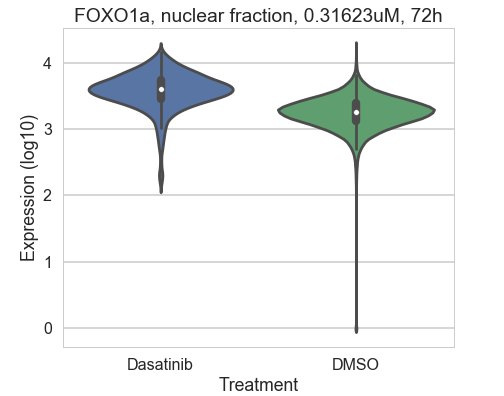 FOXO1a, nuclear fraction, 0.31623uM, 72h
4
3
2
1
0
Expression (log10)
Dasatinib
DMSO
Treatment